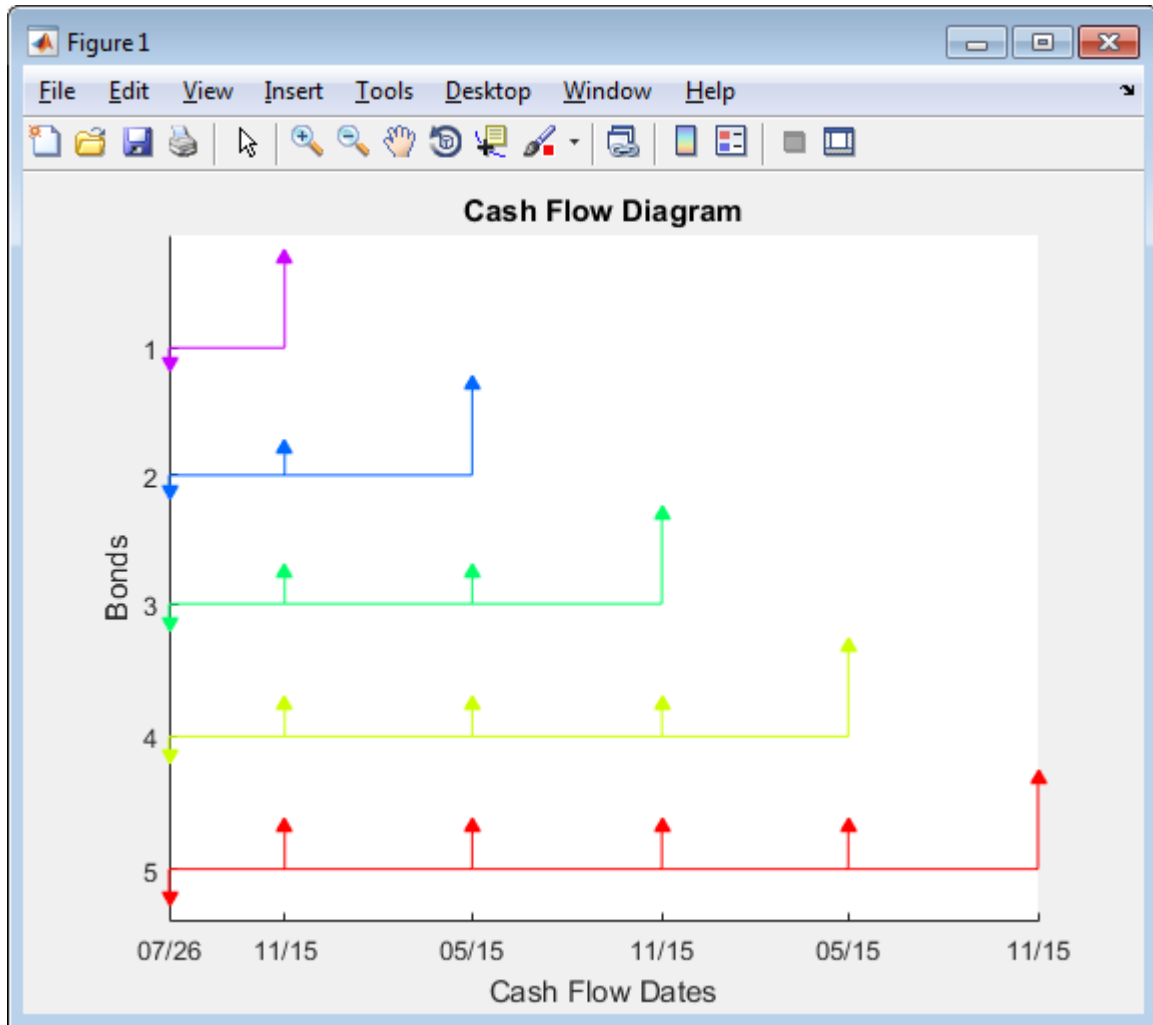 Figure 1
File Edit View Insert Tools Desktop Window Help
Cash Flow Diagram
1
2
3
4
5
Bonds
07/26 11/15 05/15 11/15 05/15 11/15
Cash Flow Dates